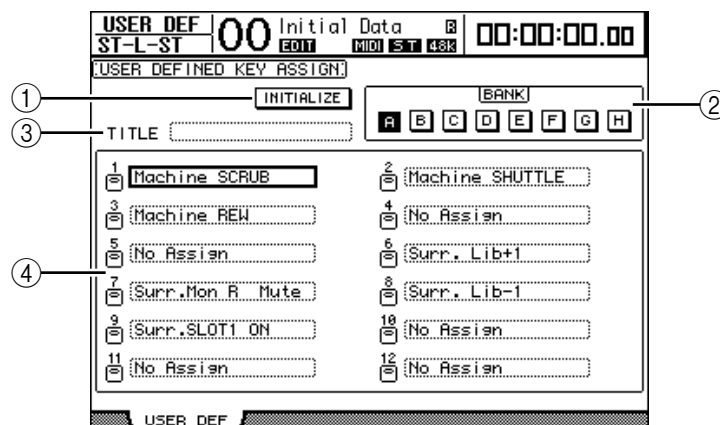 USER DEF 00 Initial Data R 00:00:00.00
ST-L-ST EDIT MIDI ST 48k
USER DEFINED KEY ASSIGN
1 INITIALIZE BANK 2
3 TITLE A B C D E F G H
1 Machine SCRUB 2 Machine SHUTTLE
3 Machine REW 4 No Assign
4 5 No Assign 6 Surr. Lib+1
7 Surr.Mon R Mute 8 Surr. Lib-1
9 Surr.SLOT1 ON 10 No Assign
11 No Assign 12 No Assign
USER DEF